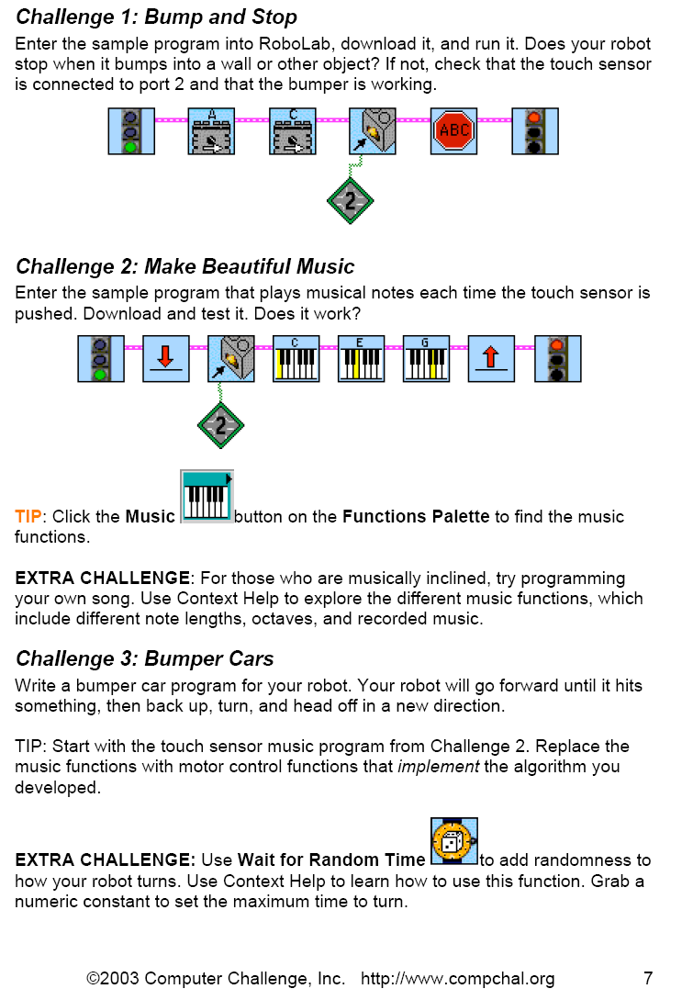 Challenge 1: Bump and Stop
Enter the sample program into RoboLab, download it, and run it. Does your robot
stop when it bumps into a wall or other object? If not, check that the touch sensor
is connected to port 2 and that the bumper is working.
A C ABC
2
Challenge 2: Make Beautiful Music
Enter the sample program that plays musical notes each time the touch sensor is
pushed. Download and test it. Does it work?
C E G
2
TIP: Click the Music button on the Functions Palette to find the music
functions.
EXTRA CHALLENGE: For those who are musically inclined, try programming
your own song. Use Context Help to explore the different music functions, which
include different note lengths, octaves, and recorded music.
Challenge 3: Bumper Cars
Write a bumper car program for your robot. Your robot will go forward until it hits
something, then back up, turn, and head off in a new direction.
TIP: Start with the touch sensor music program from Challenge 2. Replace the
music functions with motor control functions that implement the algorithm you
developed.
EXTRA CHALLENGE: Use Wait for Random Time to add randomness to
how your robot turns. Use Context Help to learn how to use this function. Grab a
numeric constant to set the maximum time to turn.
©2003 Computer Challenge, Inc. http://www.compchal.org 7